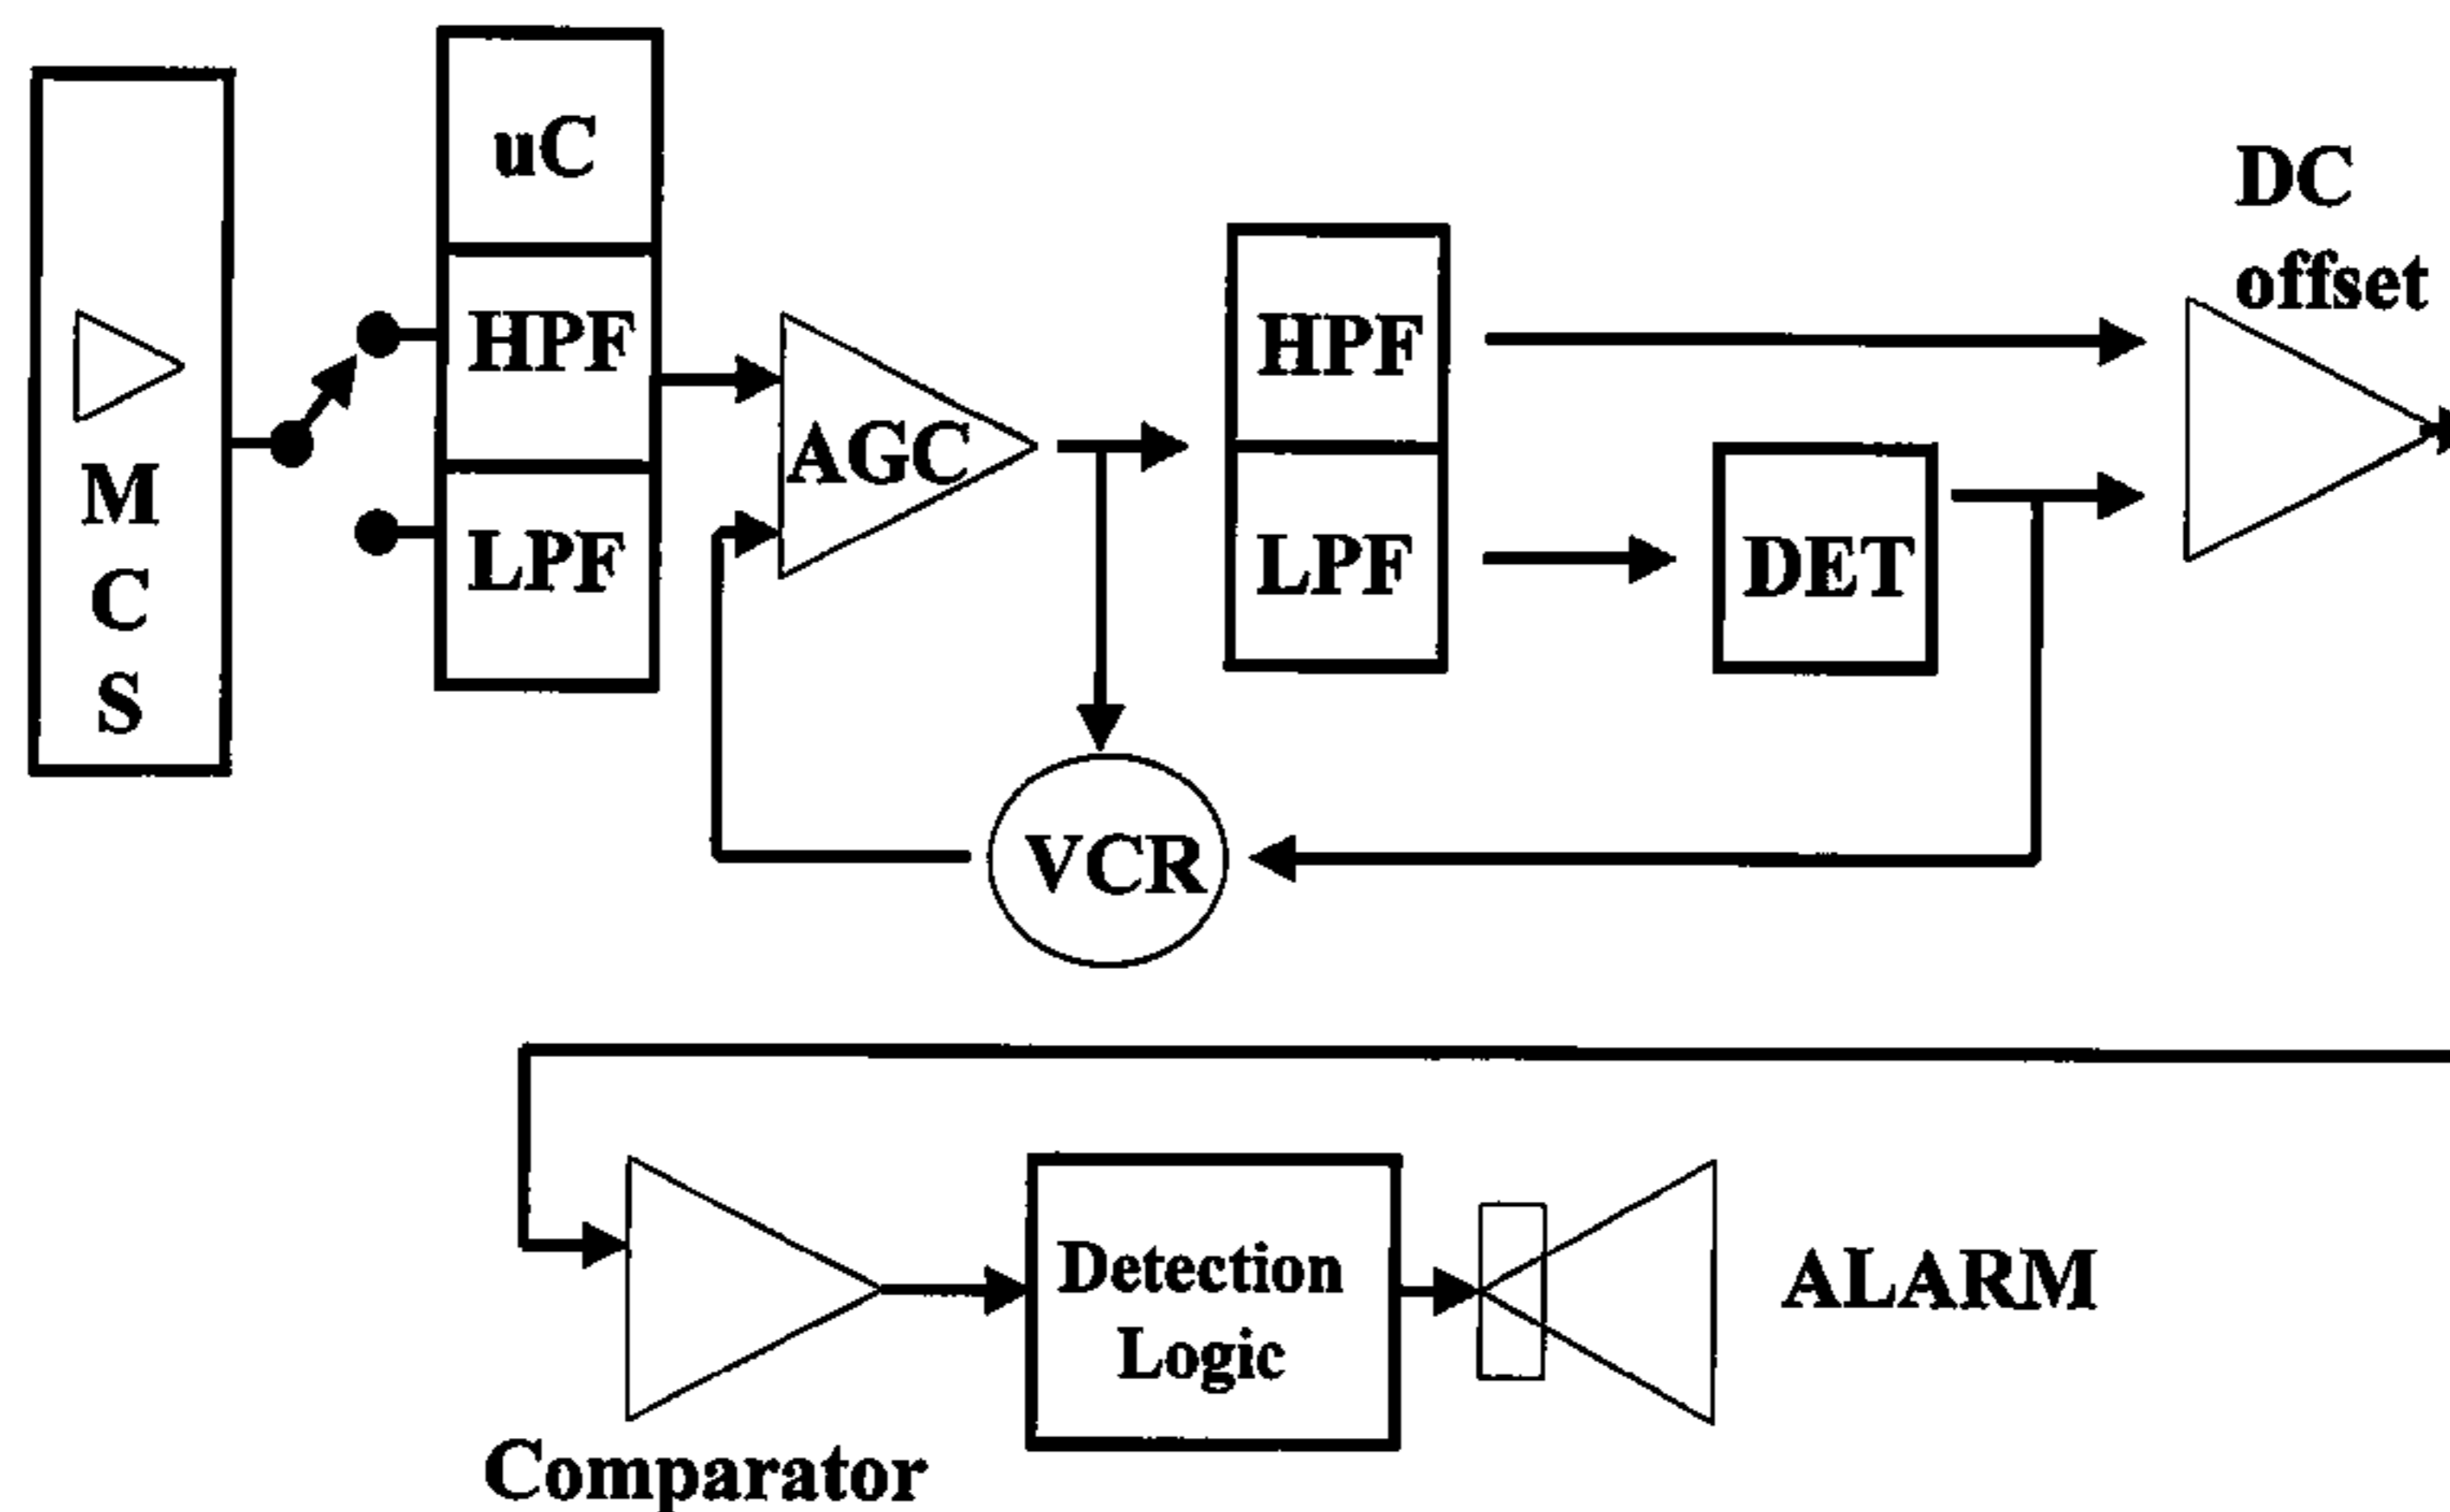 uC
HPF
LPF
M
C
S
AGC
HPF
LPF
DET
DC
offset
VCR
Comparator
Detection
Logic
ALARM